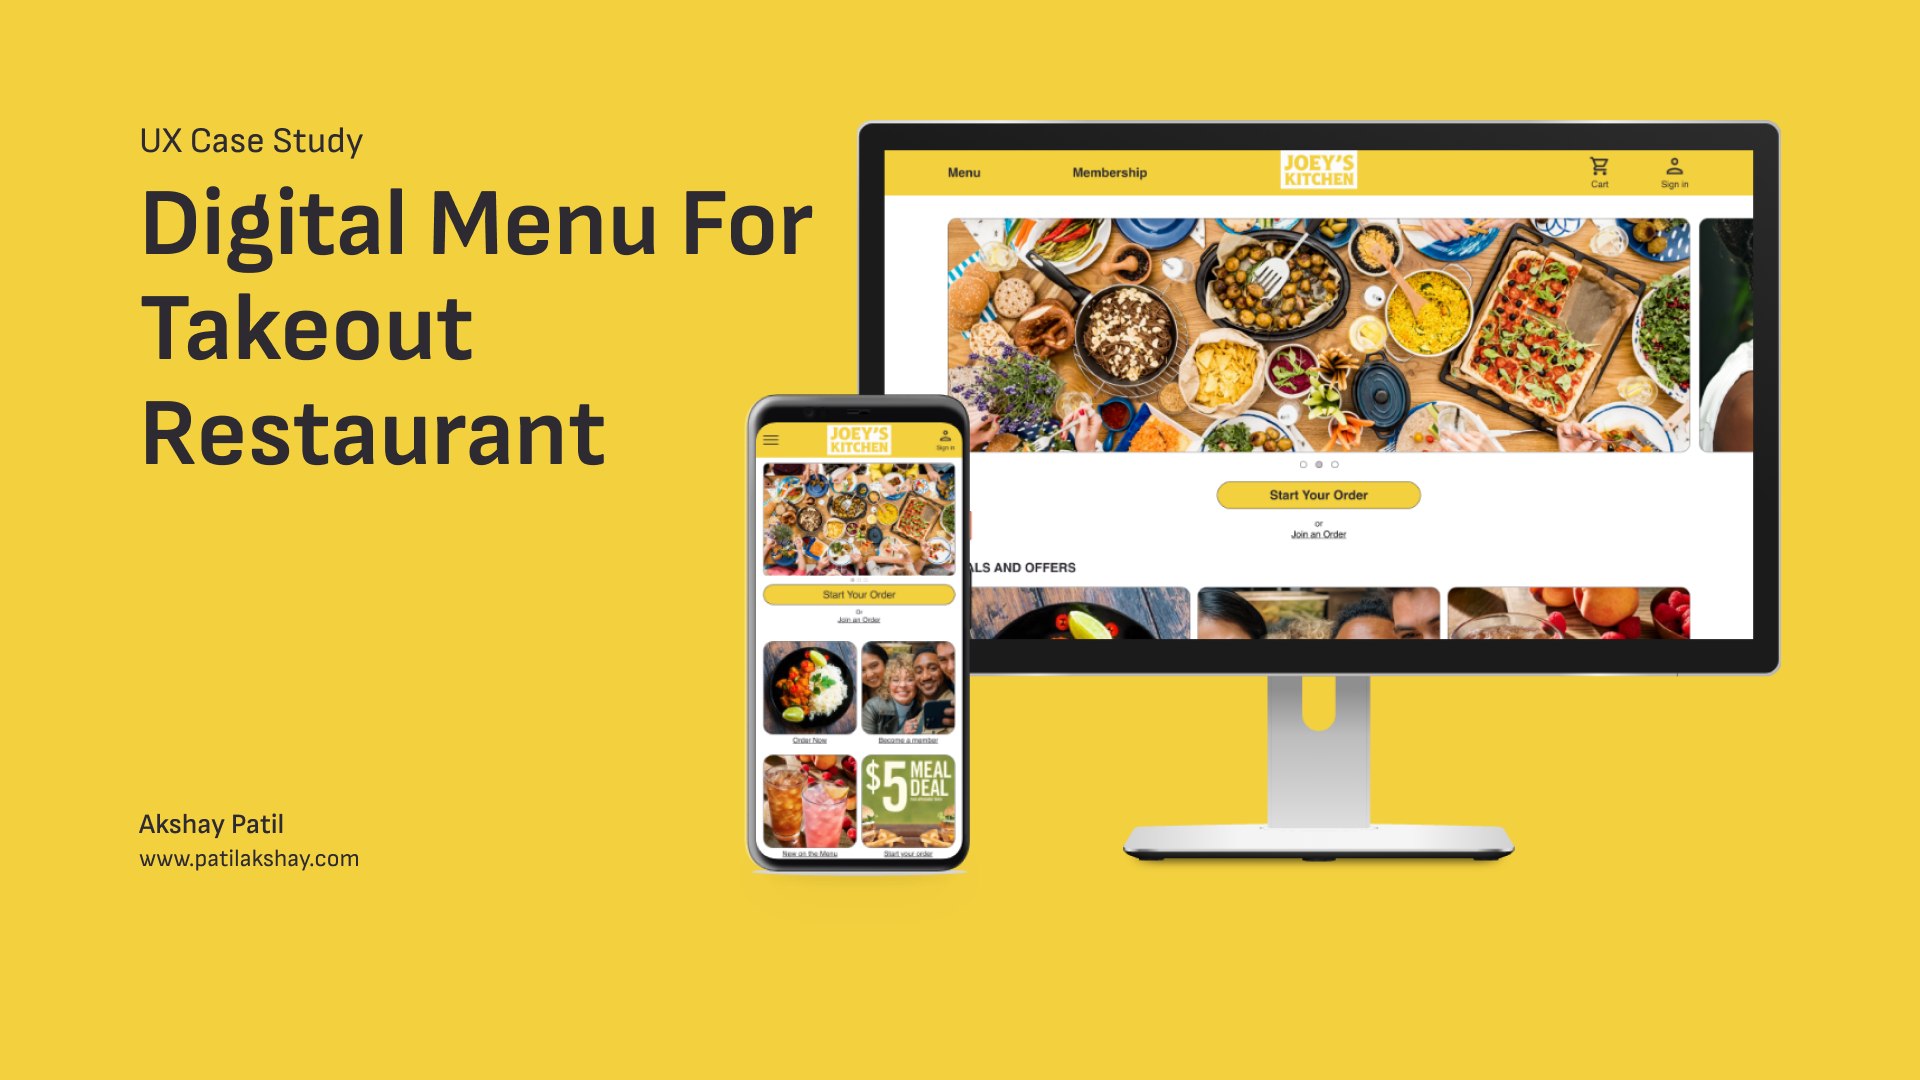 UX Case Study
Digital Menu For
Takeout
Restaurant
Akshay Patil
www.patilakshay.com
Menu
Membership
JOEY'S
KITCHEN
Cart
Sign in
Start Your Order
or
Join an Order
ALS AND OFFERS
JOEY'S
KITCHEN
Sign in
Start Your Order
Or
Join an Order
Order Now
Become a member
$5 MEAL
DEAL
New on the Menu
Start your order